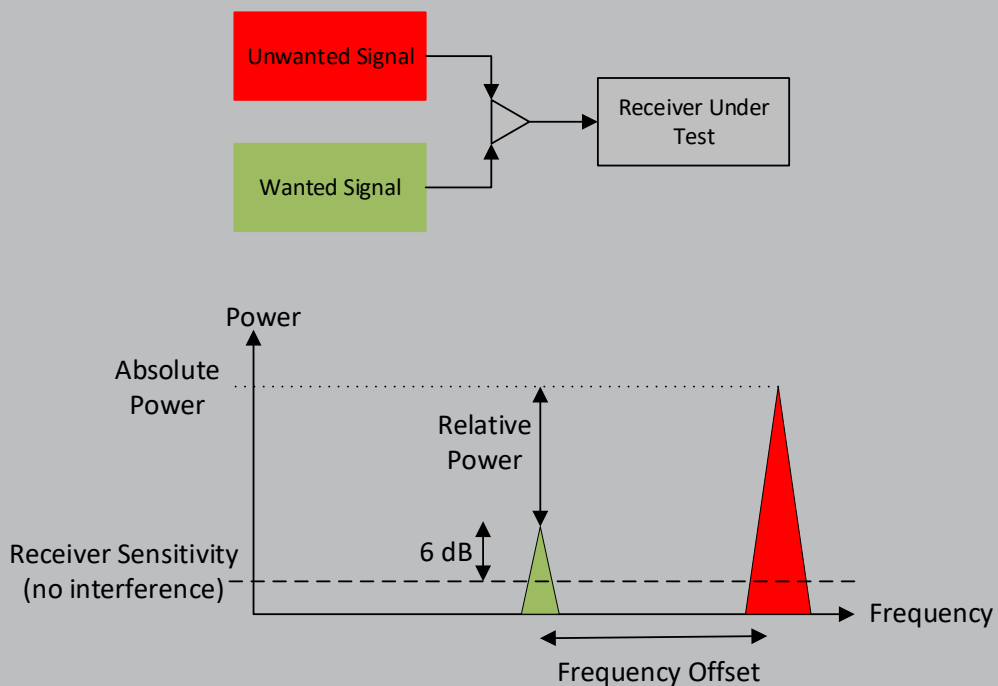 Unwanted Signal
Wanted Signal
Receiver Under
Test
Power
Absolute
Power
Relative
Power
6 dB
Receiver Sensitivity
(no interference)
Frequency
Frequency Offset